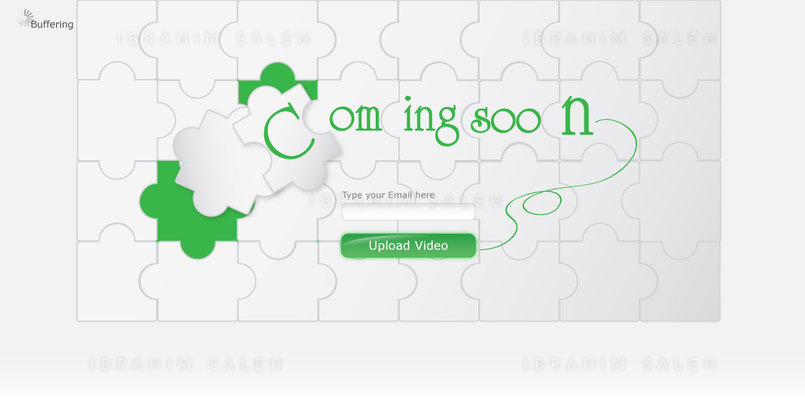 Buffering
IBRAHIM SALEH
IBRAHIM SALEH
Coming soon
Type your Email here
IBRAHIM SALEH
Upload Video
IBRAHIM SALEH
IBRAHIM SALEH